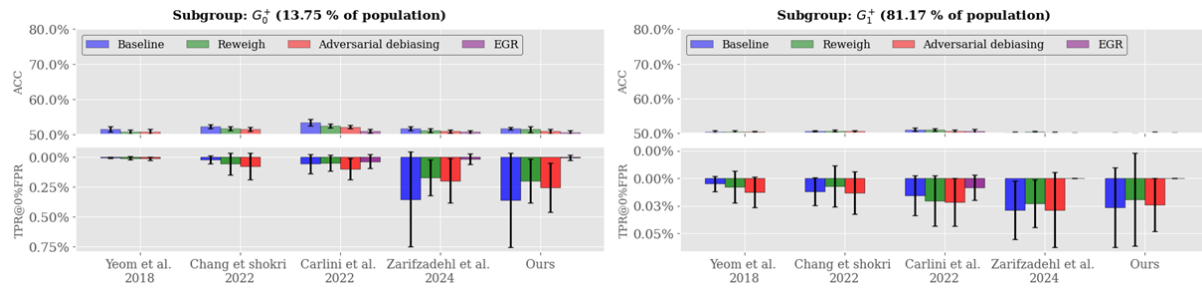 Subgroup: G₀⁺ (13.75 % of population)
Baseline
Reweigh
Adversarial debiasing
EGR
ACC
80.0%
70.0%
60.0%
50.0%
TPR@0%FPR
0.00%
0.25%
0.50%
0.75%
Yeom et al.
2018
Chang et shokri
2022
Carlini et al.
2022
Zarifzadehl et al.
2024
Ours
Subgroup: G₁⁺ (81.17 % of population)
Baseline
Reweigh
Adversarial debiasing
EGR
ACC
80.0%
70.0%
60.0%
50.0%
TPR@0%FPR
0.00%
0.00%
0.03%
0.05%
Yeom et al.
2018
Chang et shokri
2022
Carlini et al.
2022
Zarifzadehl et al.
2024
Ours